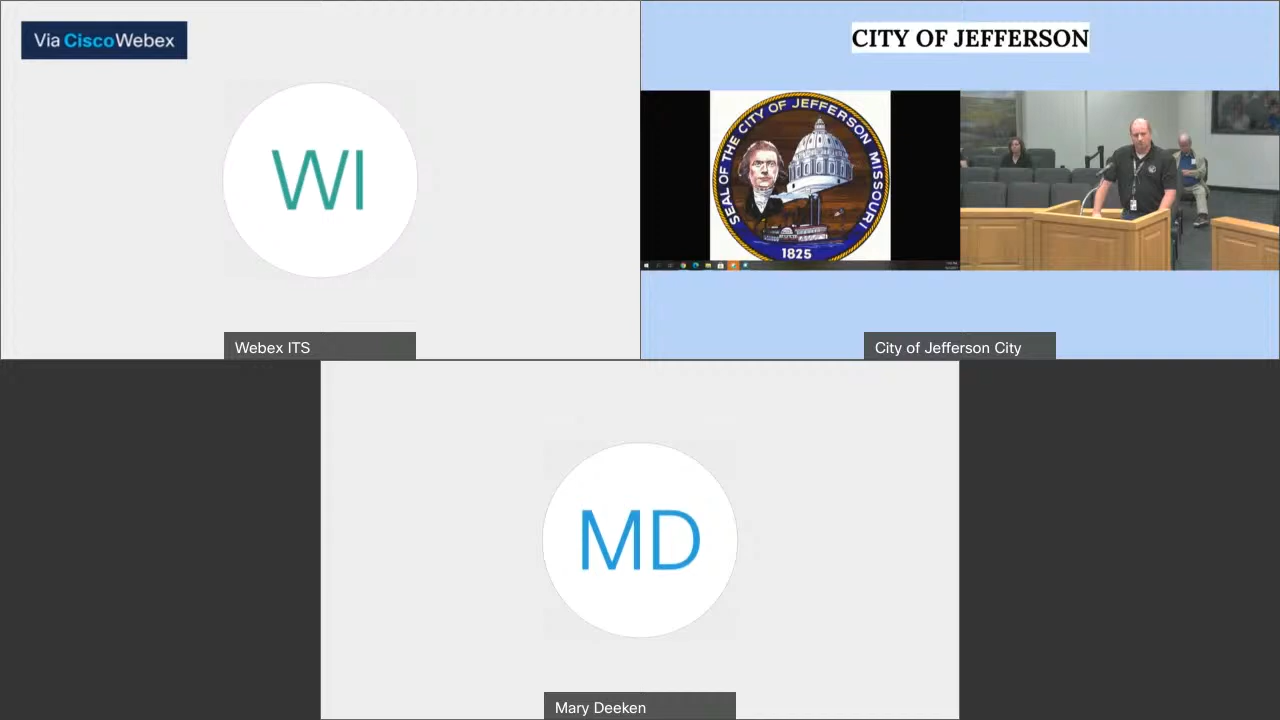 Via CiscoWebex
WI
Webex ITS
CITY OF JEFFERSON
SEAL OF THE CITY OF JEFFERSON MISSOURI
1825
City of Jefferson City
MD
Mary Deeken